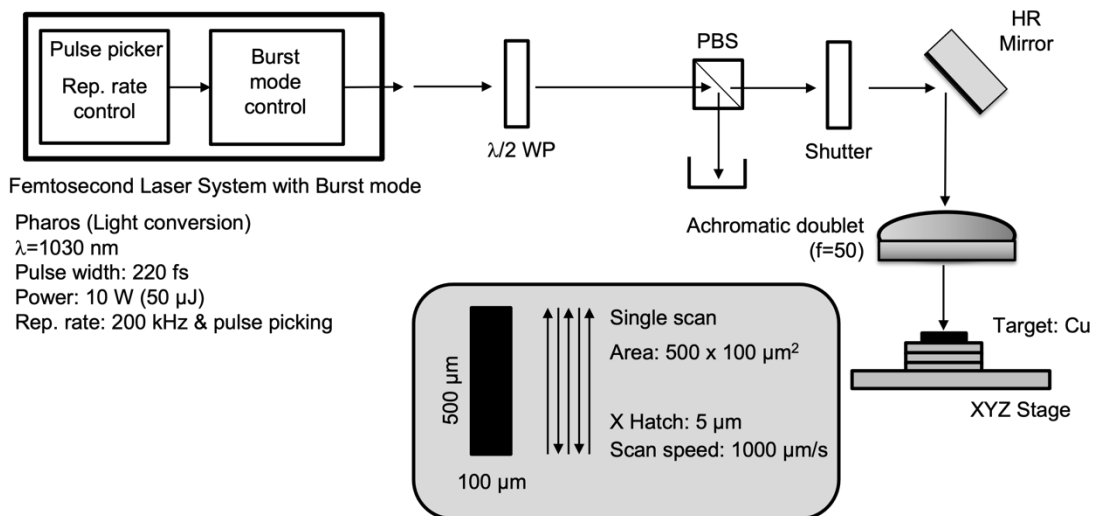 Pulse picker
Rep. rate
control
Burst
mode
control
λ/2 WP
PBS
Shutter
HR
Mirror
Femtosecond Laser System with Burst mode
Pharos (Light conversion)
λ=1030 nm
Pulse width: 220 fs
Power: 10 W (50 µJ)
Rep. rate: 200 kHz & pulse picking
Achromatic doublet
(f=50)
Target: Cu
XYZ Stage
500 µm
100 µm
Single scan
Area: 500 x 100 µm²
X Hatch: 5 µm
Scan speed: 1000 µm/s